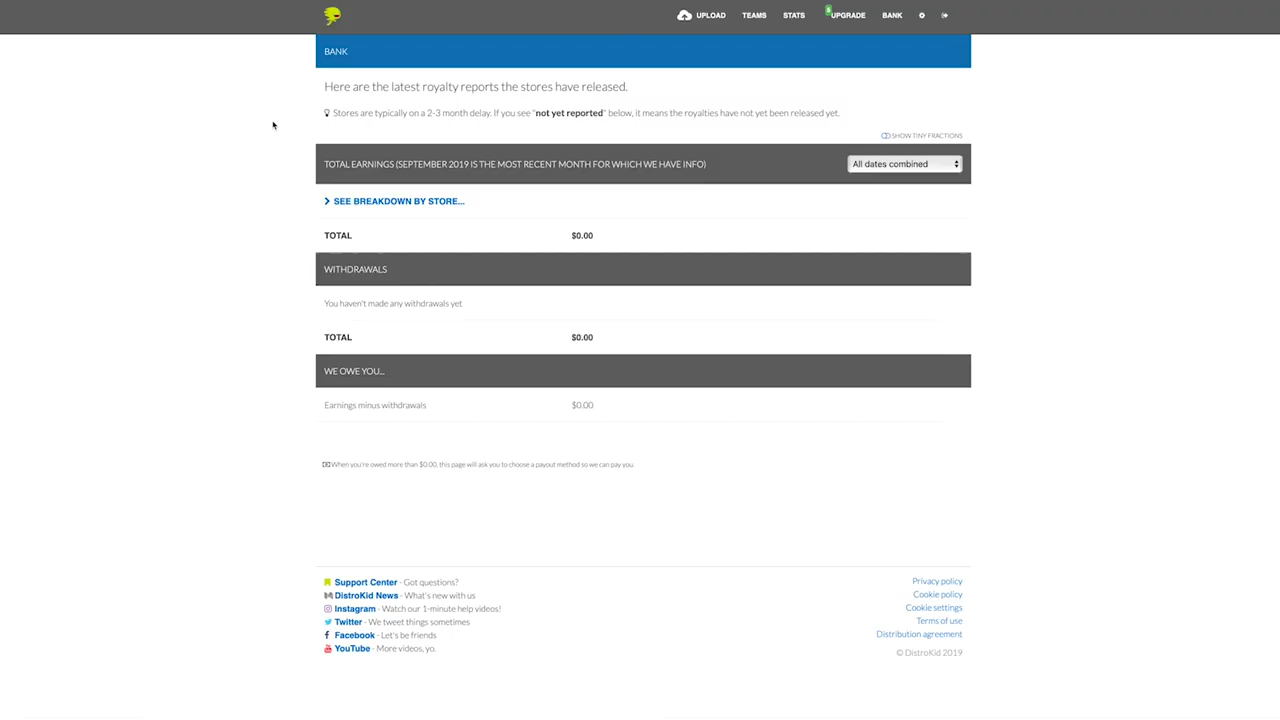 UPLOAD TEAMS STATS 5 UPGRADE BANK
BANK
Here are the latest royalty reports the stores have released.
Stores are typically on a 2-3 month delay. If you see "not yet reported" below, it means the royalties have not yet been released yet.
SHOW TINY FRACTIONS
TOTAL EARNINGS (SEPTEMBER 2019 IS THE MOST RECENT MONTH FOR WHICH WE HAVE INFO) All dates combined
SEE BREAKDOWN BY STORE...
TOTAL $0.00
WITHDRAWALS
You haven't made any withdrawals yet
TOTAL $0.00
WE OWE YOU...
Earnings minus withdrawals $0.00
When you're owed more than $0.00, this page will ask you to choose a payout method so we can pay you.
Support Center - Got questions?
DistroKid News - What's new with us
Instagram - Watch our 1-minute help videos!
Twitter - We tweet things sometimes
Facebook - Let's be friends
YouTube - More videos, yo.
Privacy policy
Cookie policy
Cookie settings
Terms of use
Distribution agreement
© DistroKid 2019